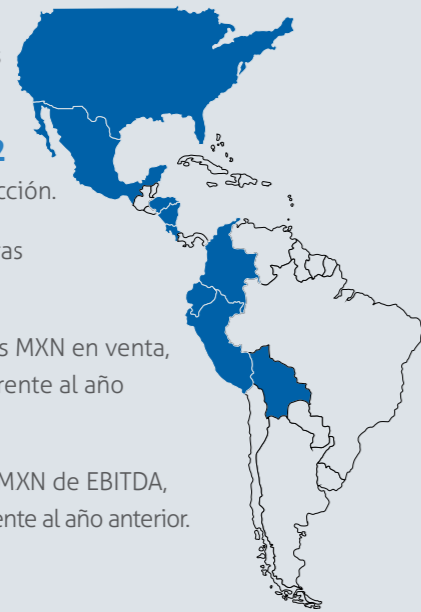 2
cción.
as
s MXN en venta,
rente al año
MXN de EBITDA,
ente al año anterior.